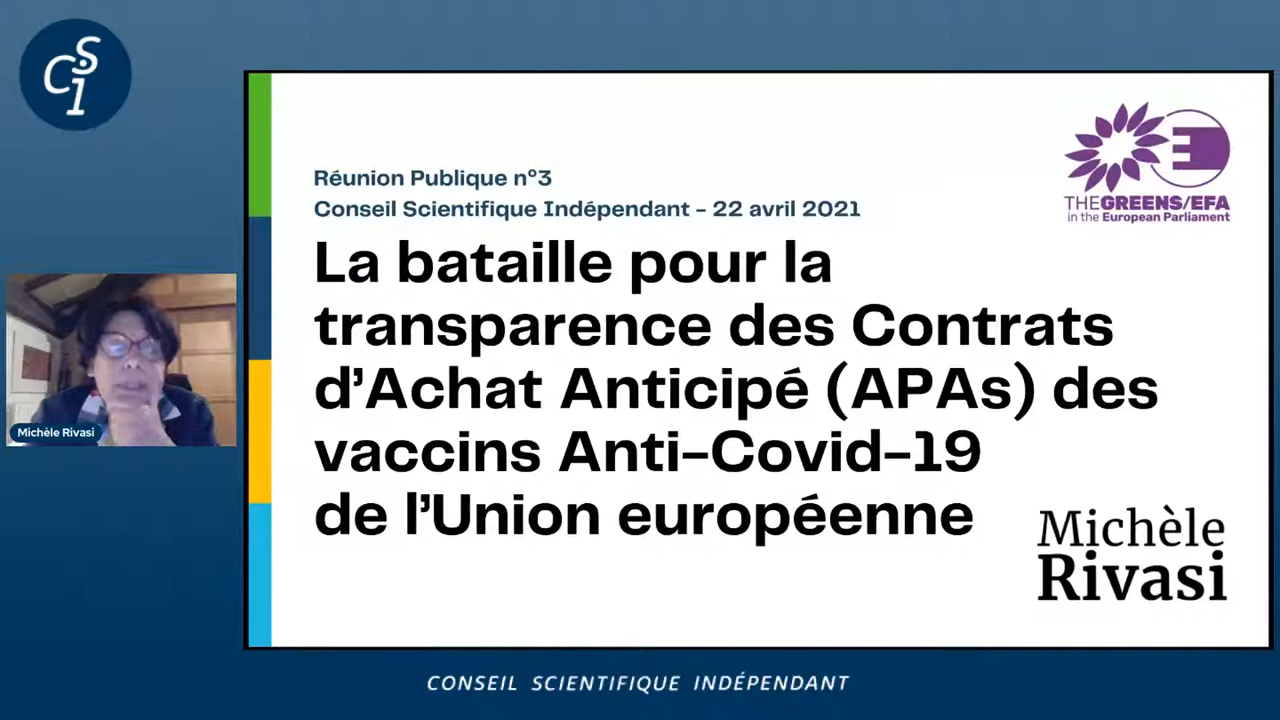 CSI
Réunion Publique n°3
Conseil Scientifique Indépendant - 22 avril 2021
THEGREENS/EFA
in the European Parliament
La bataille pour la
transparence des Contrats
d’Achat Anticipé (APAs) des
vaccins Anti-Covid-19
de l’Union européenne
Michèle
Rivasi
Michèle Rivasi
CONSEIL SCIENTIFIQUE INDÉPENDANT